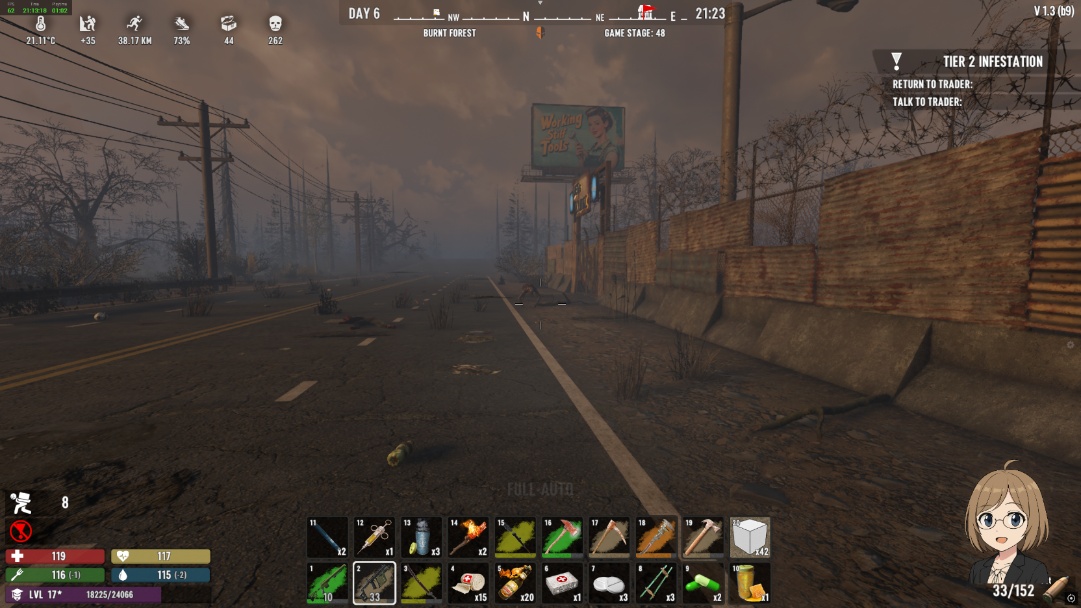 DAY 6
NW
N
NE
E
21:23
V 1.3 (b9)
BURNT FOREST
GAME STAGE: 48
21.11°C
+35
38.17 KM
73%
44
262
TIER 2 INFESTATION
RETURN TO TRADER:
TALK TO TRADER:
Working
Stiff
Tools
FULL-AUTO
8
119
117
116 (-1)
115 (-2)
LVL 17*
18225/24066
11
x2
12
x1
13
x3
14
x2
15
16
17
18
19
x42
1
10
2
33
3
4
x15
5
x20
6
x1
7
x3
8
x3
9
x2
10
x1
33/152